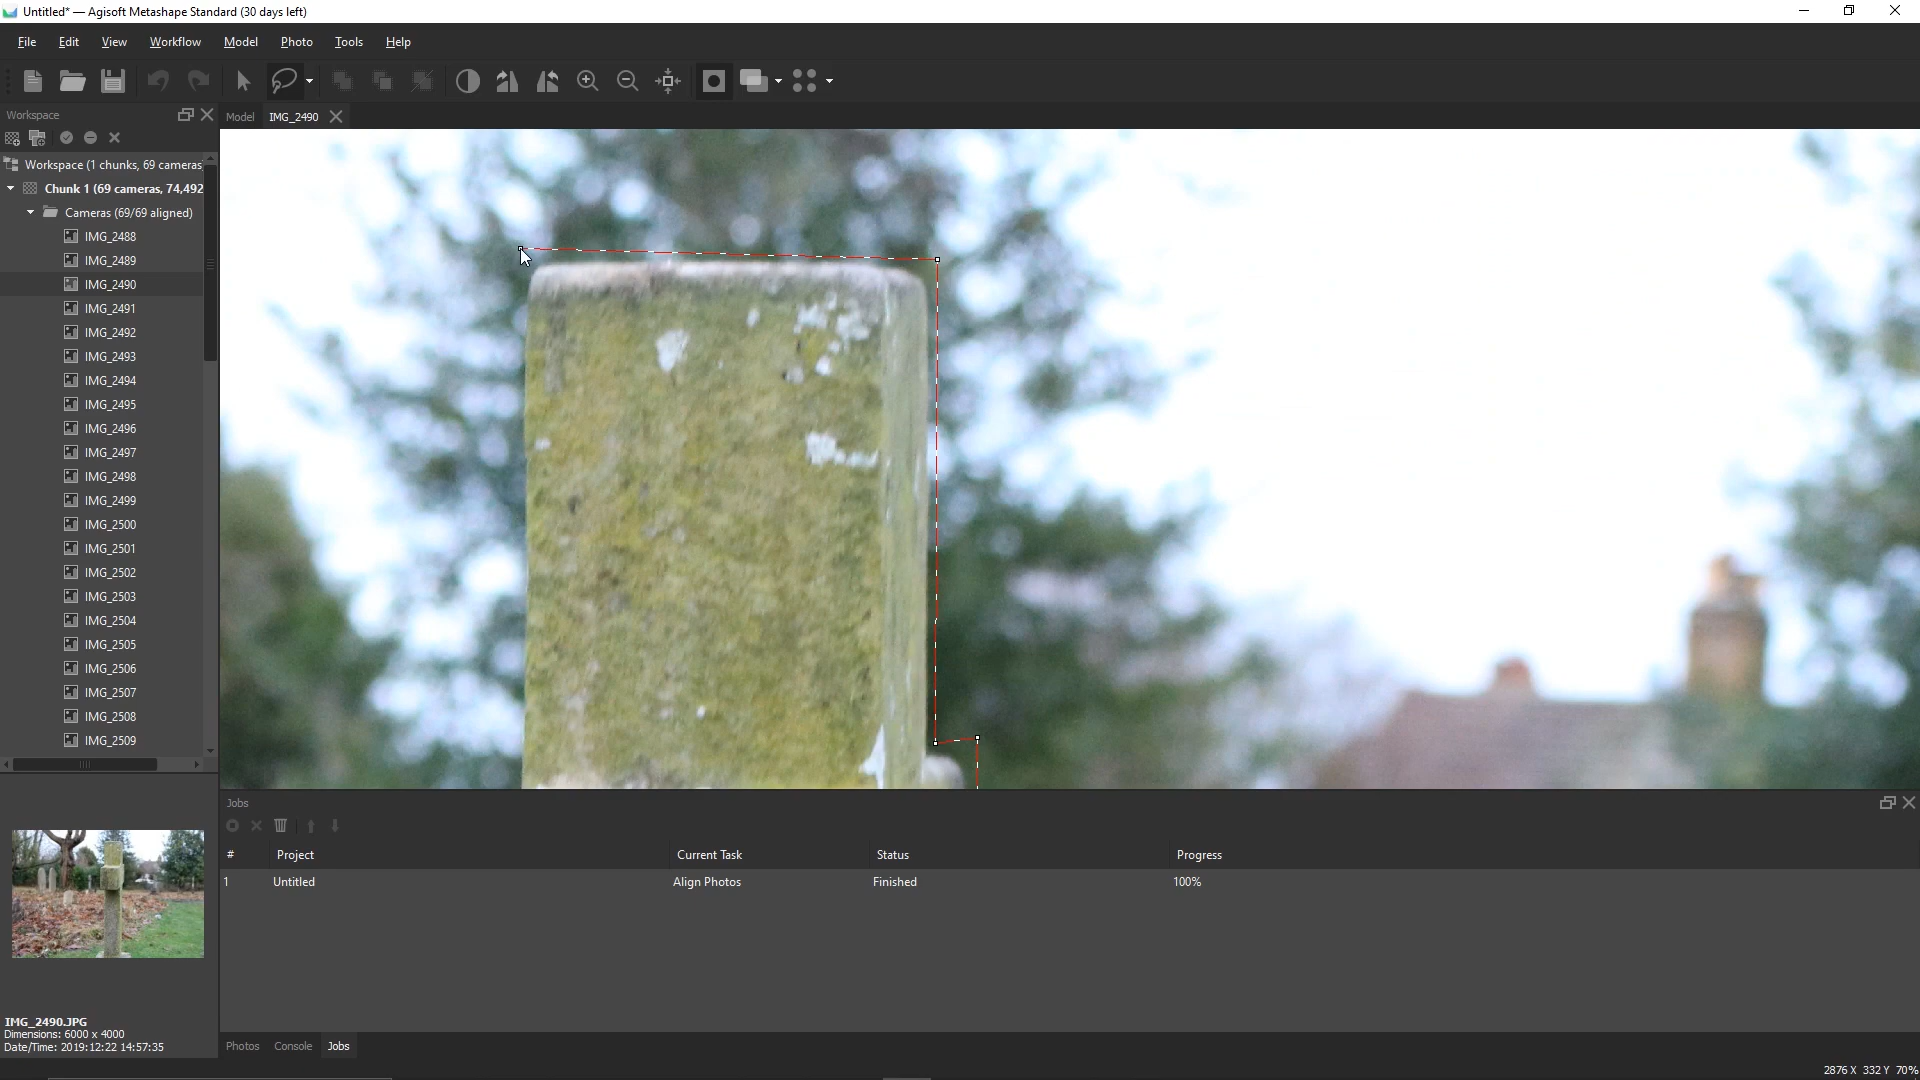 Untitled* — Agisoft Metashape Standard (30 days left)
File Edit View Workflow Model Photo Tools Help
Workspace
Model IMG_2490
Workspace (1 chunks, 69 cameras
Chunk 1 (69 cameras, 74,492
Cameras (69/69 aligned)
IMG_2488
IMG_2489
IMG_2490
IMG_2491
IMG_2492
IMG_2493
IMG_2494
IMG_2495
IMG_2496
IMG_2497
IMG_2498
IMG_2499
IMG_2500
IMG_2501
IMG_2502
IMG_2503
IMG_2504
IMG_2505
IMG_2506
IMG_2507
IMG_2508
IMG_2509
Jobs
# Project Current Task Status Progress
1 Untitled Align Photos Finished 100%
IMG_2490.JPG
Dimensions: 6000 x 4000
Date/Time: 2019:12:22 14:57:35
Photos Console Jobs
2876 X 332 Y 70%